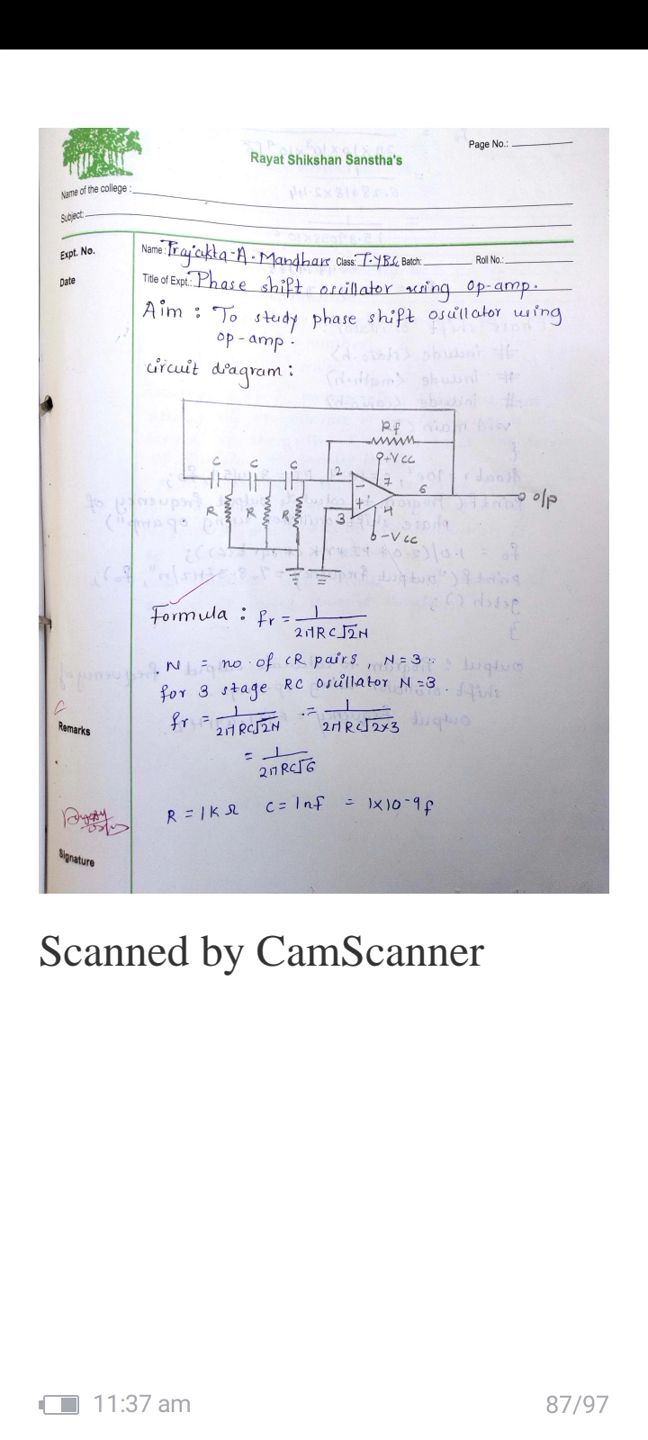 Rayat Shikshan Sanstha's
Page No.:
Name of the college :
Subject:
Expt. No.
Name: Prajakta-A. Mandhare Class: T.YBSc Batch: Roll No.:
Date
Title of Expt.: Phase shift oscillator using op-amp.
Aim : To study phase shift oscillator using
op-amp.
circuit diagram :
Rf
C C C
+Vcc
2 - 7
6 o/p
R R R
3 + 4
-Vcc
Formula : fr = 1 / 2πRC√2N
N = no. of CR pairs, N = 3
for 3 stage RC oscillator N = 3.
fr = 1 / 2πRC√2N = 1 / 2πRC√2×3
Remarks
= 1 / 2πRC√6
R = 1KΩ C = 1nf = 1×10-9f
Signature
Scanned by CamScanner
11:37 am
87/97